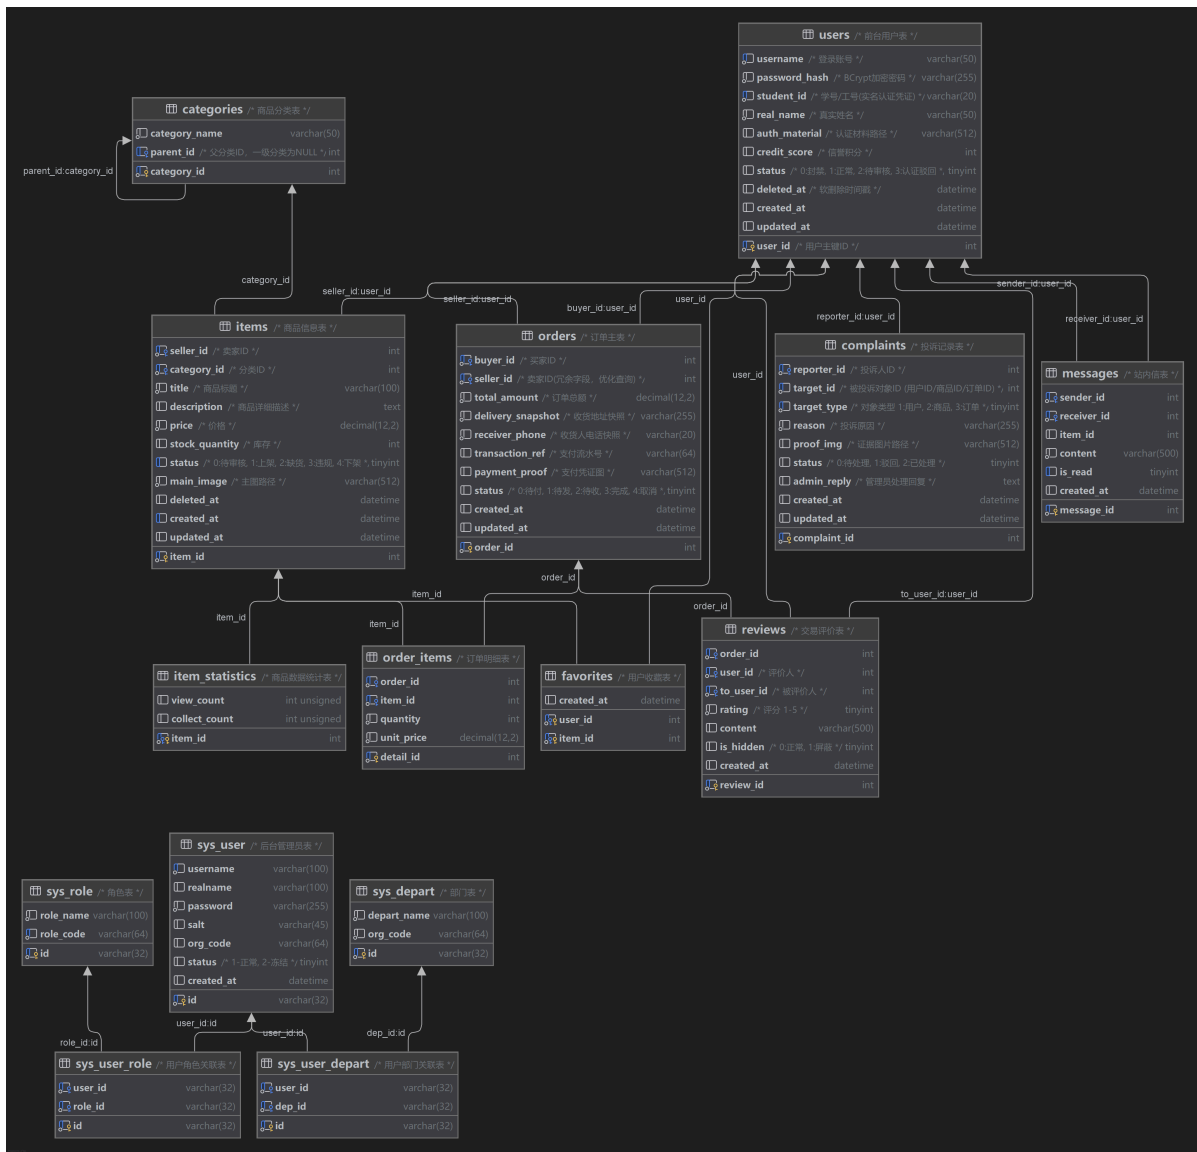 users /* 前台用户表 */
username /* 登录账号 */ varchar(50)
password_hash /* BCrypt加密密码 */ varchar(255)
student_id /* 学号/工号(实名认证凭证) */ varchar(20)
real_name /* 真实姓名 */ varchar(50)
auth_material /* 认证材料路径 */ varchar(512)
credit_score /* 信誉积分 */ int
status /* 0:封禁, 1:正常, 2:待审核, 3:认证驳回 */ tinyint
deleted_at /* 软删除时间戳 */ datetime
created_at datetime
updated_at datetime
user_id /* 用户主键ID */ int
categories /* 商品分类表 */
category_name varchar(50)
parent_id /* 父分类ID，一级分类为NULL */ int
category_id int
parent_id:category_id
category_id
seller_id:user_id
seller_id:user_id
buyer_id:user_id
user_id
sender_id:user_id
receiver_id:user_id
reporter_id:user_id
user_id
items /* 商品信息表 */
seller_id /* 卖家ID */ int
category_id /* 分类ID */ int
title /* 商品标题 */ varchar(100)
description /* 商品详细描述 */ text
price /* 价格 */ decimal(12,2)
stock_quantity /* 库存 */ int
status /* 0:待审核, 1:上架, 2:缺货, 3:违规, 4:下架 */ tinyint
main_image /* 主图路径 */ varchar(512)
deleted_at datetime
created_at datetime
updated_at datetime
item_id int
orders /* 订单主表 */
buyer_id /* 买家ID */ int
seller_id /* 卖家ID(冗余字段，优化查询) */ int
total_amount /* 订单总额 */ decimal(12,2)
delivery_snapshot /* 收货地址快照 */ varchar(255)
receiver_phone /* 收货人电话快照 */ varchar(20)
transaction_ref /* 支付流水号 */ varchar(64)
payment_proof /* 支付凭证图 */ varchar(512)
status /* 0:待付, 1:待发, 2:待收, 3:完成, 4:取消 */ tinyint
created_at datetime
updated_at datetime
order_id int
complaints /* 投诉记录表 */
reporter_id /* 投诉人ID */ int
target_id /* 被投诉对象ID (用户ID/商品ID/订单ID) */ int
target_type /* 对象类型 1:用户, 2:商品, 3:订单 */ tinyint
reason /* 投诉原因 */ varchar(255)
proof_img /* 证据图片路径 */ varchar(512)
status /* 0:待处理, 1:驳回, 2:已处理 */ tinyint
admin_reply /* 管理员处理回复 */ text
created_at datetime
updated_at datetime
complaint_id int
messages /* 站内信表 */
sender_id int
receiver_id int
item_id int
content varchar(500)
is_read tinyint
created_at datetime
message_id int
order_id
item_id
item_id
item_id
order_id
to_user_id:user_id
item_statistics /* 商品数据统计表 */
view_count int unsigned
collect_count int unsigned
item_id int
order_items /* 订单明细表 */
order_id int
item_id int
quantity int
unit_price decimal(12,2)
detail_id int
favorites /* 用户收藏表 */
created_at datetime
user_id int
item_id int
reviews /* 交易评价表 */
order_id int
user_id /* 评价人 */ int
to_user_id /* 被评价人 */ int
rating /* 评分 1-5 */ tinyint
content varchar(500)
is_hidden /* 0:正常, 1:屏蔽 */ tinyint
created_at datetime
review_id int
sys_user /* 后台管理员表 */
username varchar(100)
realname varchar(100)
password varchar(255)
salt varchar(45)
org_code varchar(64)
status /* 1-正常, 2-冻结 */ tinyint
created_at datetime
id varchar(32)
sys_role /* 角色表 */
role_name varchar(100)
role_code varchar(64)
id varchar(32)
sys_depart /* 部门表 */
depart_name varchar(100)
org_code varchar(64)
id varchar(32)
user_id:id
user_id:id
dep_id:id
role_id:id
sys_user_role /* 用户角色关联表 */
user_id varchar(32)
role_id varchar(32)
id varchar(32)
sys_user_depart /* 用户部门关联表 */
user_id varchar(32)
dep_id varchar(32)
id varchar(32)